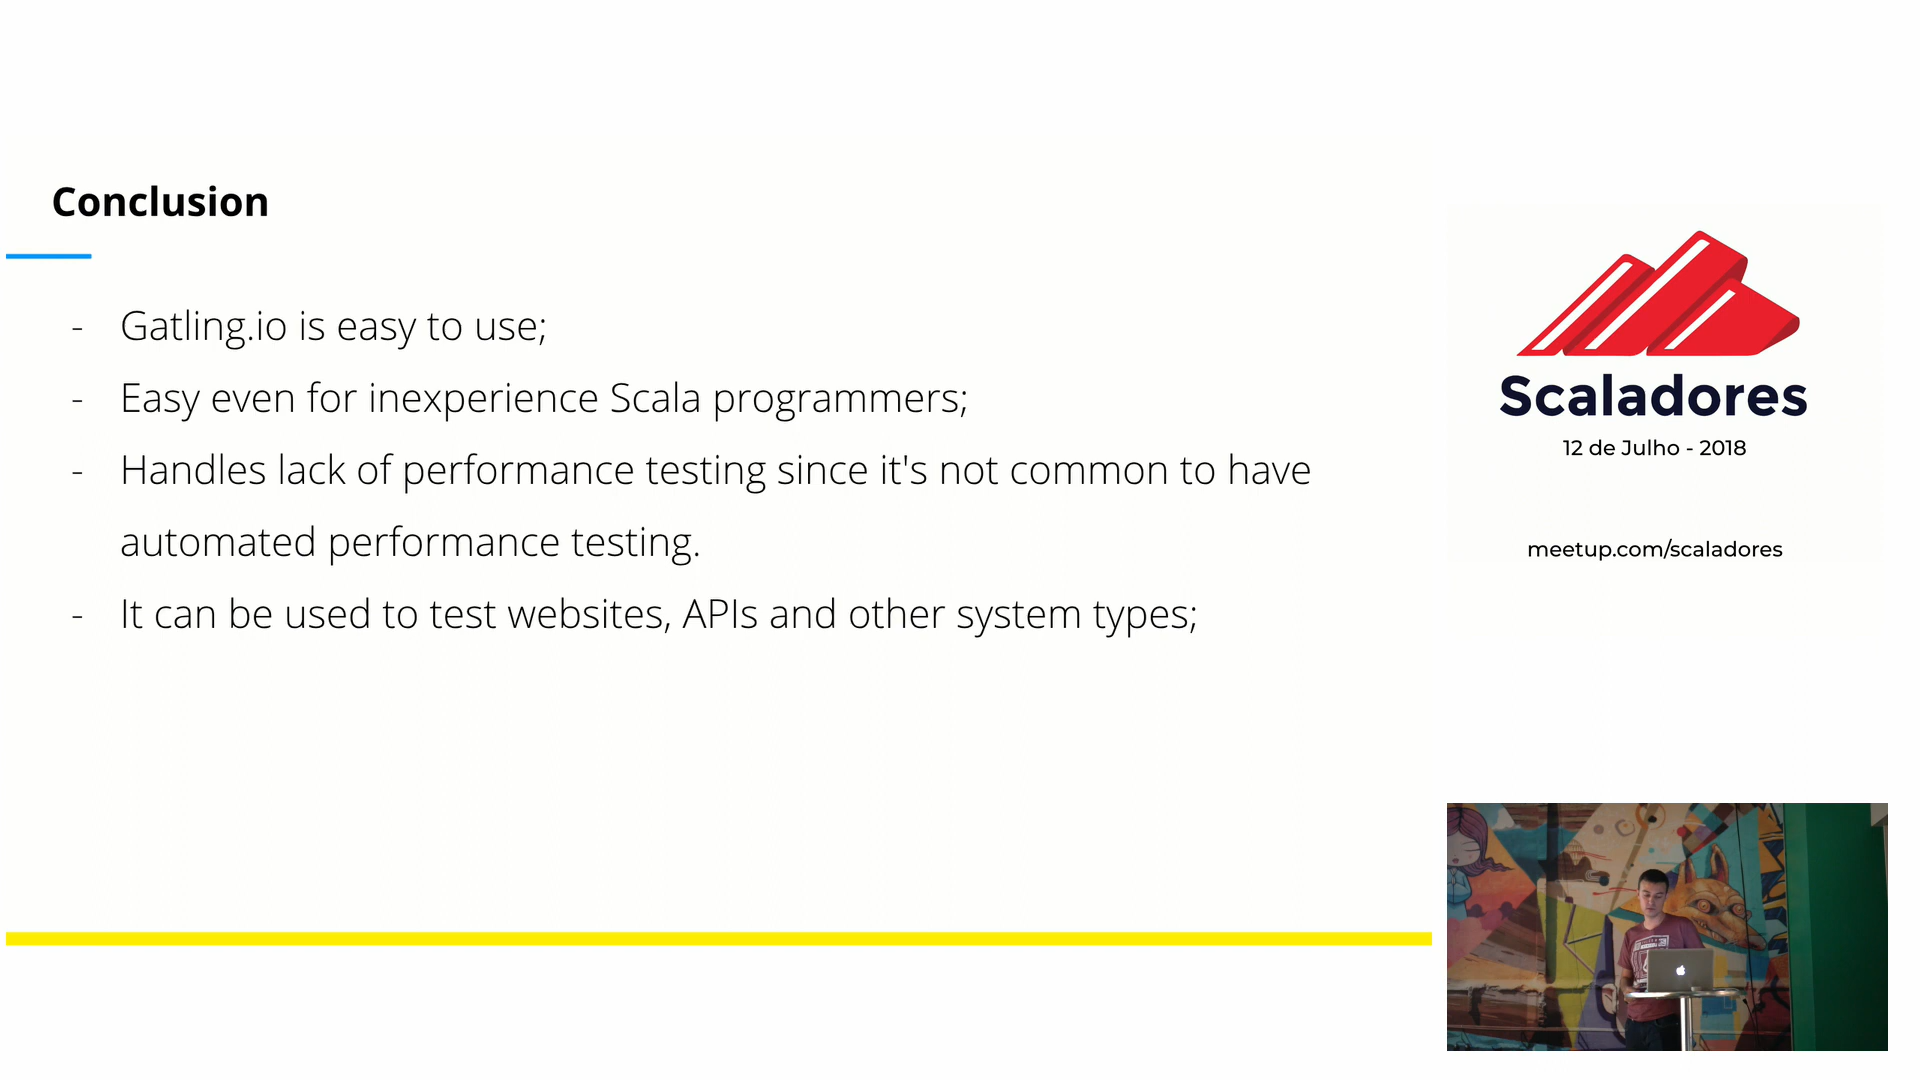 Conclusion
- Gatling.io is easy to use;
- Easy even for inexperience Scala programmers;
- Handles lack of performance testing since it's not common to have
automated performance testing.
- It can be used to test websites, APIs and other system types;
Scaladores
12 de Julho - 2018
meetup.com/scaladores